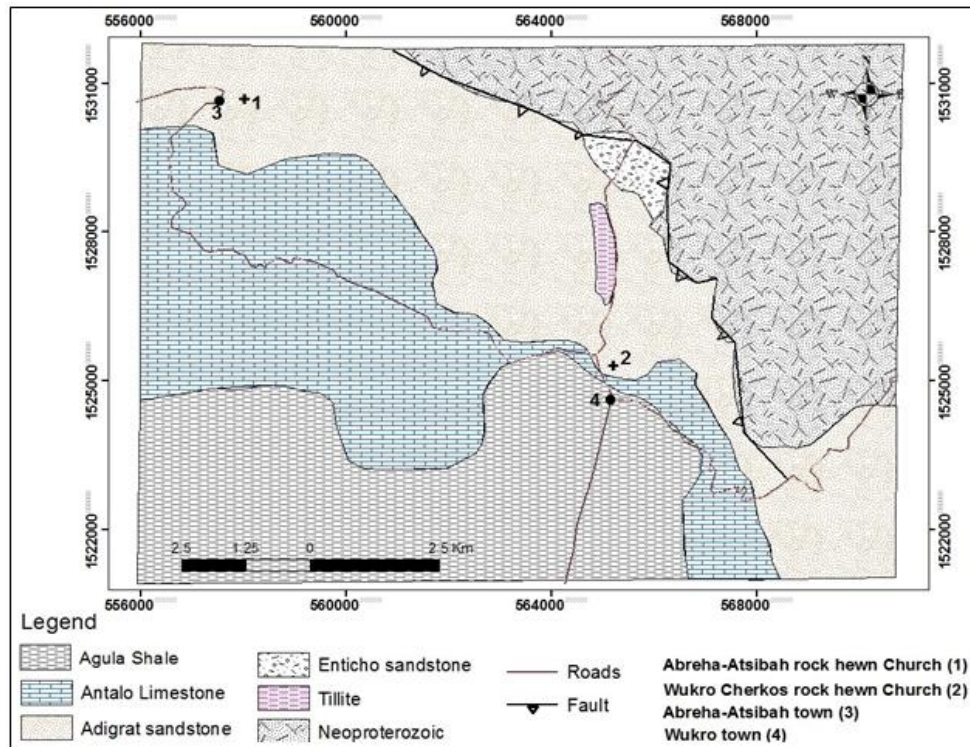 556000 560000 564000 568000
1531000
1528000
1525000
1522000
1531000
1528000
1525000
1522000
N
W E
S
3 1
2
4
2.5 1.25 0 2.5 Km
556000 560000 564000 568000
Legend
Agula Shale
Antalo Limestone
Adigrat sandstone
Enticho sandstone
Tillite
Neoproterozoic
Roads
Fault
Abreha-Atsibah rock hewn Church (1)
Wukro Cherkos rock hewn Church (2)
Abreha-Atsibah town (3)
Wukro town (4)